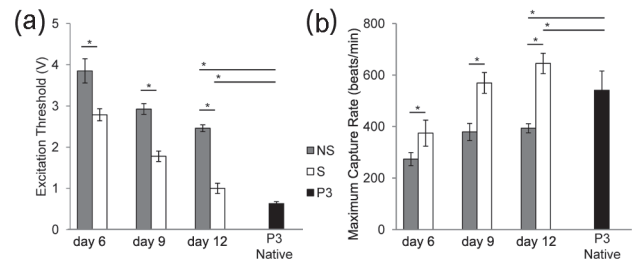 (a)
Excitation Threshold (V)
5
4
3
2
1
0
*
*
*
*
*
day 6
day 9
day 12
P3
Native
NS
S
P3
(b)
Maximum Capture Rate (beats/min)
800
600
400
200
0
*
*
*
*
*
day 6
day 9
day 12
P3
Native